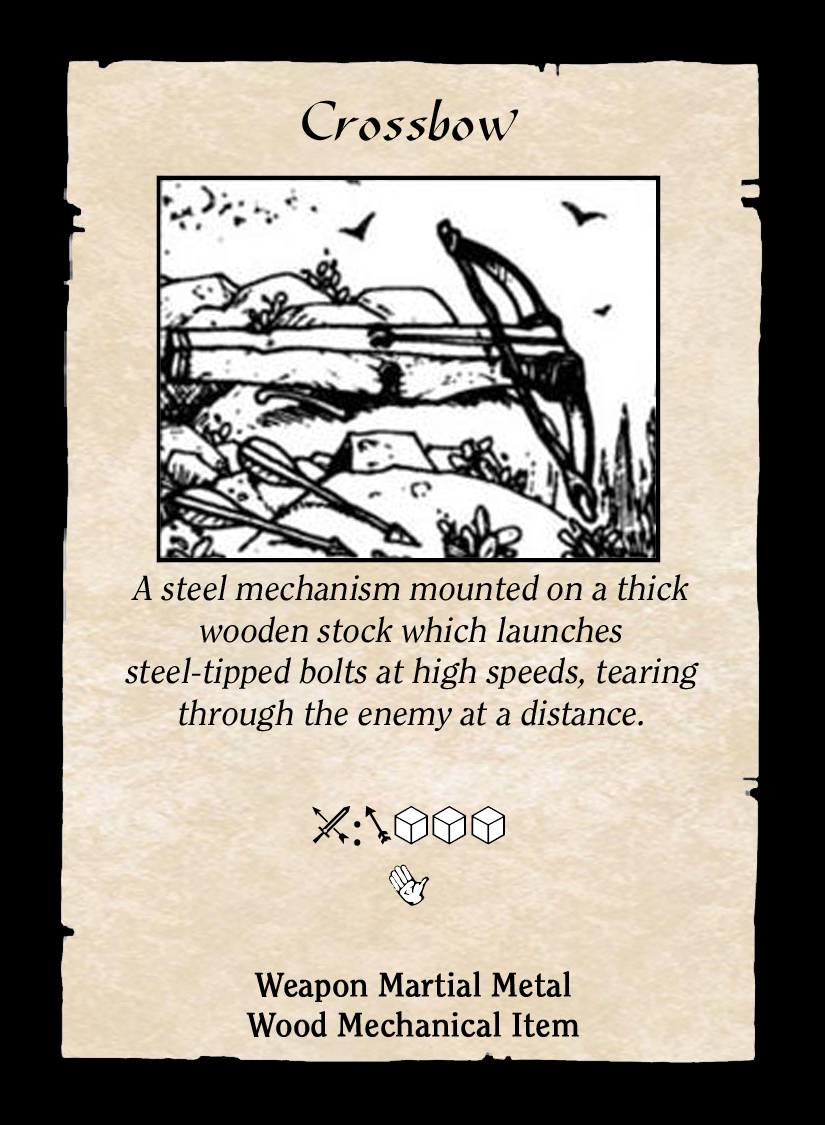 Crossbow
A steel mechanism mounted on a thick
wooden stock which launches
steel-tipped bolts at high speeds, tearing
through the enemy at a distance.
:
Weapon Martial Metal
Wood Mechanical Item